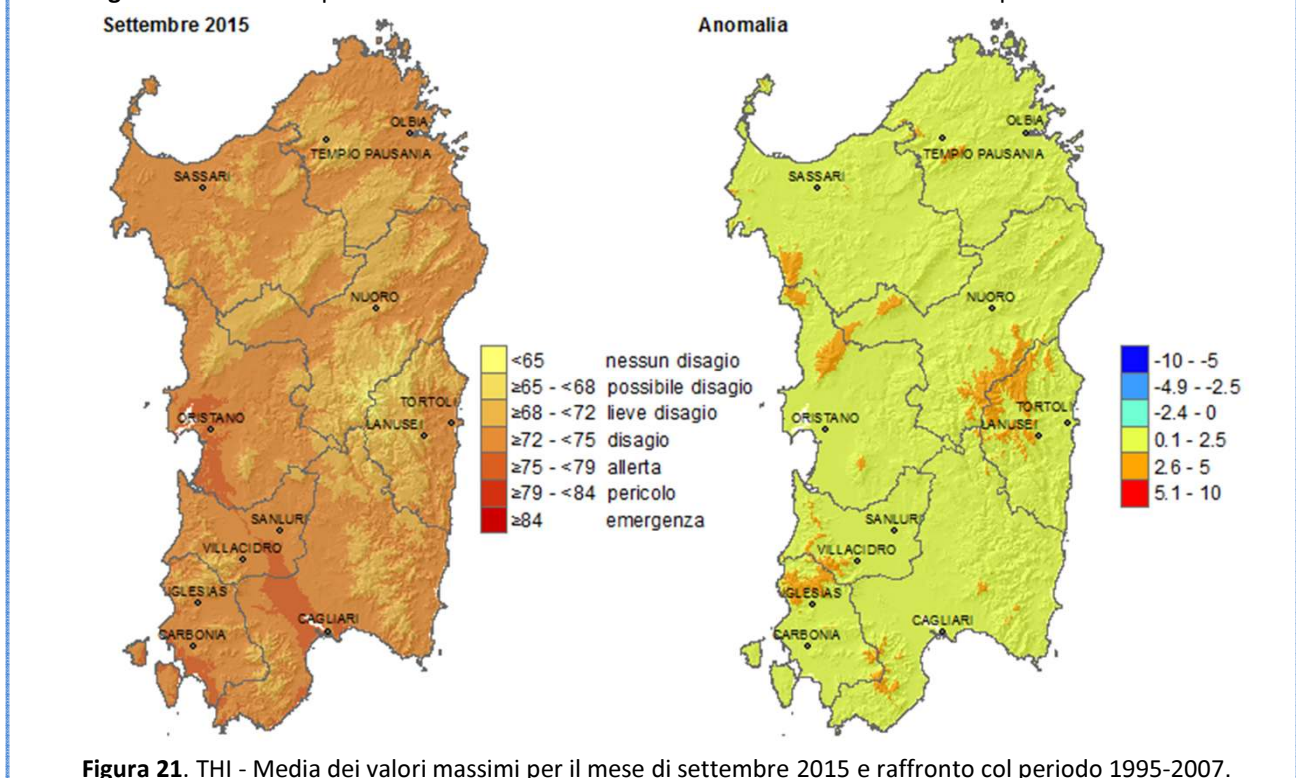 Settembre 2015
Anomalia
OLBIA
TEMPIO PAUSANIA
SASSARI
NUORO
TORTOLI
ORISTANO
LANUSEI
SANLURI
VILLACIDRO
IGLESIAS
CAGLIARI
CARBONIA
<65 nessun disagio
≥65 - <68 possibile disagio
≥68 - <72 lieve disagio
≥72 - <75 disagio
≥75 - <79 allerta
≥79 - <84 pericolo
≥84 emergenza
OLBIA
TEMPIO PAUSANIA
SASSARI
NUORO
TORTOLI
ORISTANO
LANUSEI
SANLURI
VILLACIDRO
IGLESIAS
CAGLIARI
CARBONIA
-10 - -5
-4.9 - -2.5
-2.4 - 0
0.1 - 2.5
2.6 - 5
5.1 - 10
Figura 21. THI - Media dei valori massimi per il mese di settembre 2015 e raffronto col periodo 1995-2007.